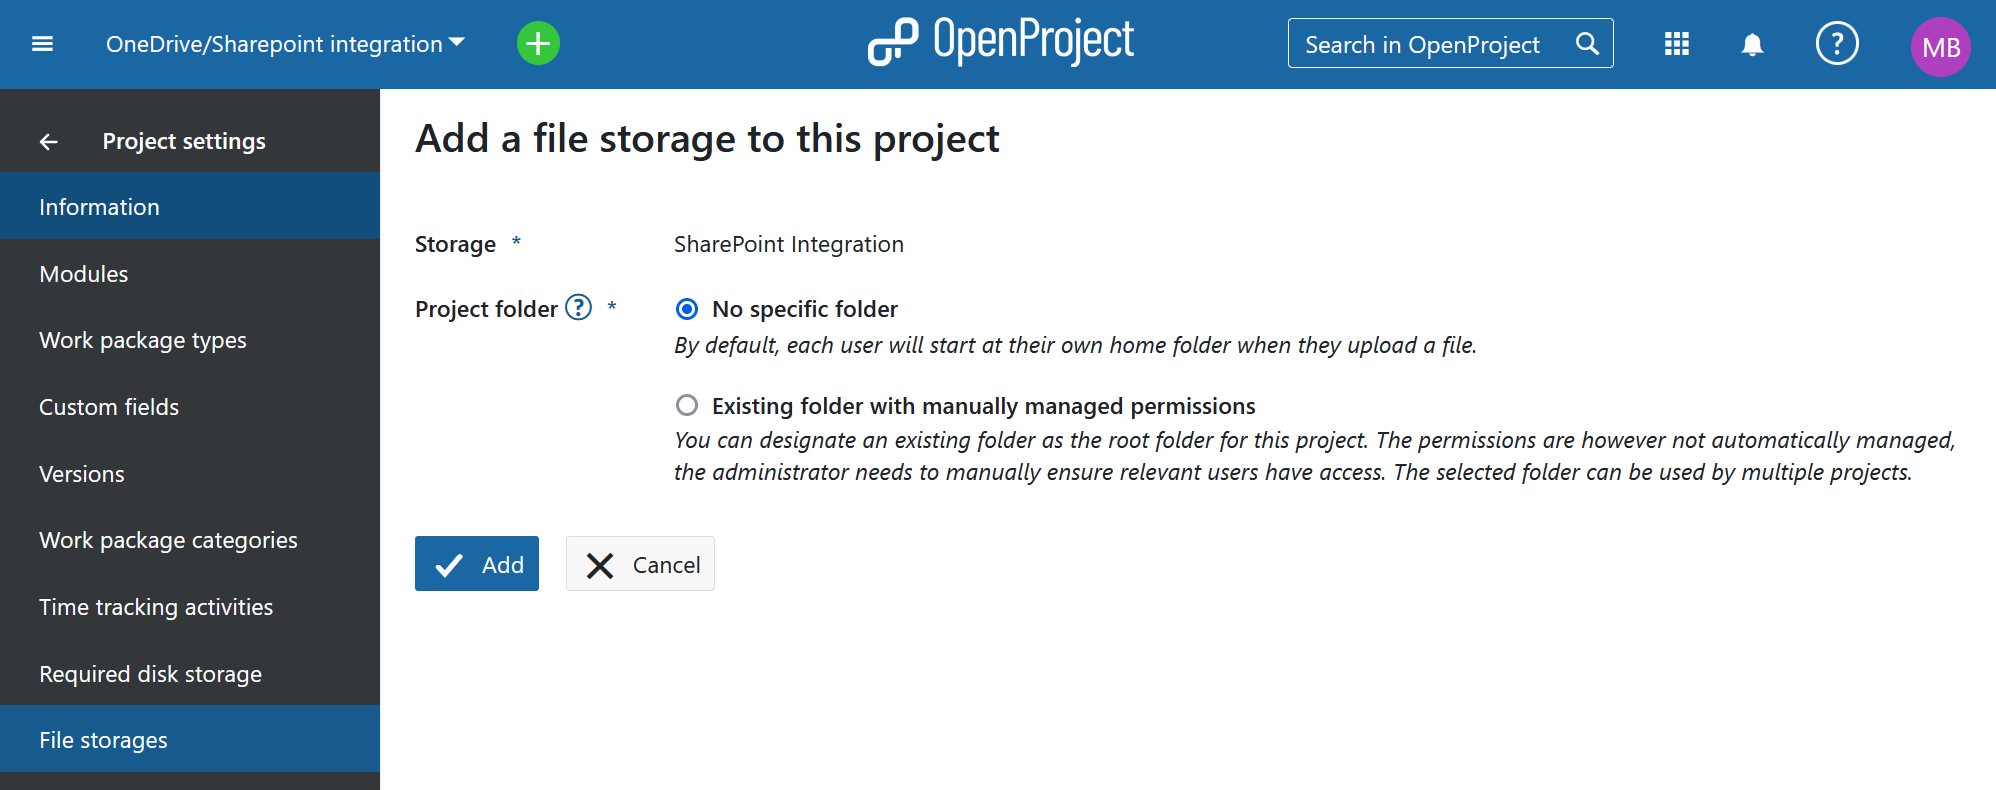 OneDrive/Sharepoint integration
OpenProject
Search in OpenProject
?
MB
Project settings
Information
Modules
Work package types
Custom fields
Versions
Work package categories
Time tracking activities
Required disk storage
File storages
Add a file storage to this project
Storage * SharePoint Integration
Project folder ? * No specific folder
By default, each user will start at their own home folder when they upload a file.
Existing folder with manually managed permissions
You can designate an existing folder as the root folder for this project. The permissions are however not automatically managed,
the administrator needs to manually ensure relevant users have access. The selected folder can be used by multiple projects.
Add Cancel